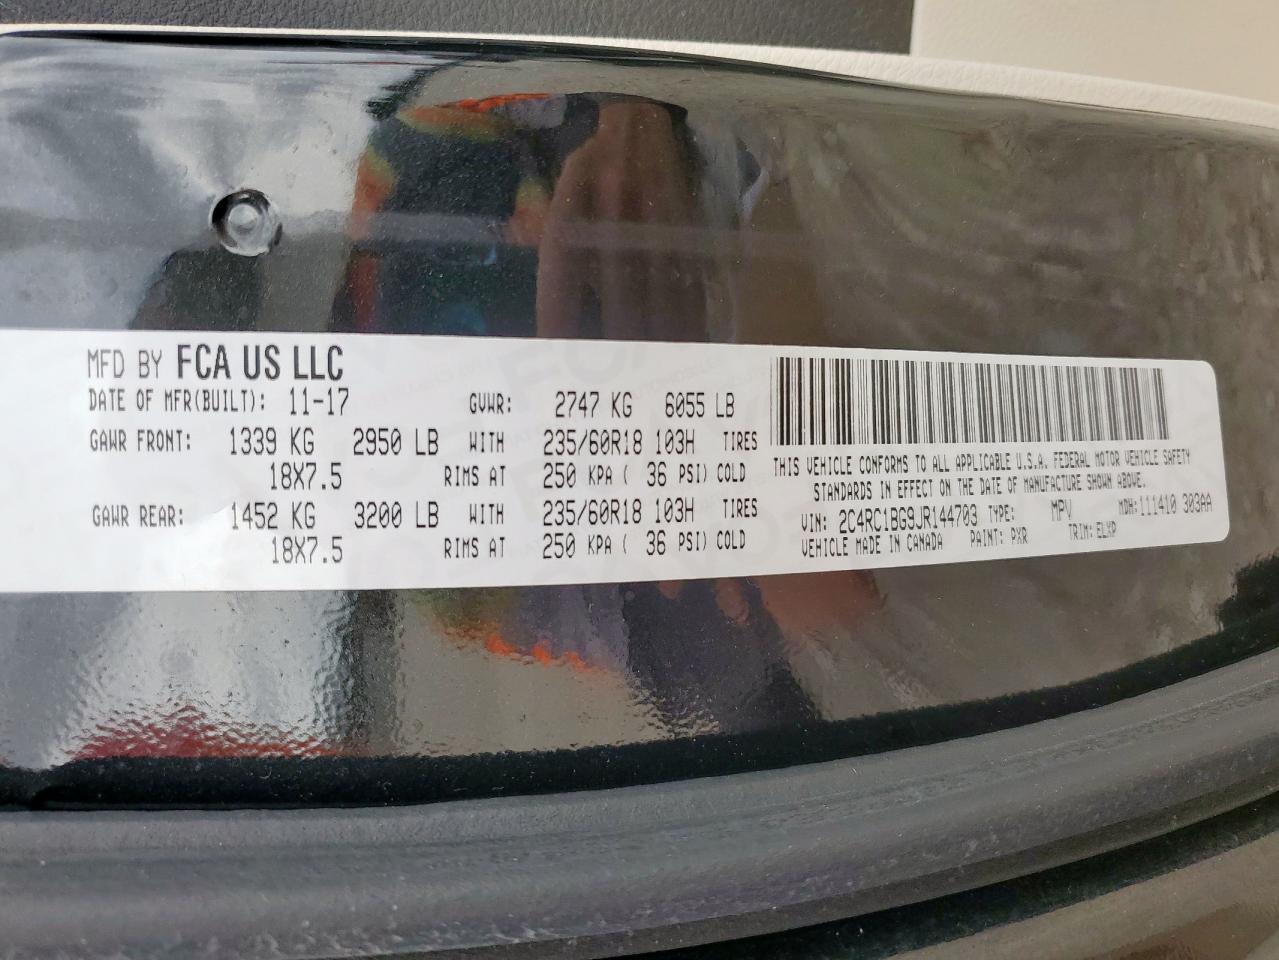 MFD BY FCA US LLC
DATE OF MFR(BUILT): 11-17 GVWR: 2747 KG 6055 LB
GAWR FRONT: 1339 KG 2950 LB WITH 235/60R18 103H TIRES
18X7.5 RIMS AT 250 KPA ( 36 PSI) COLD
GAWR REAR: 1452 KG 3200 LB WITH 235/60R18 103H TIRES
18X7.5 RIMS AT 250 KPA ( 36 PSI) COLD
THIS VEHICLE CONFORMS TO ALL APPLICABLE U.S.A. FEDERAL MOTOR VEHICLE SAFETY
STANDARDS IN EFFECT ON THE DATE OF MANUFACTURE SHOWN ABOVE.
VIN: 2C4RC1BG9JR144703 TYPE: MPV MDH: 111410 303AA
VEHICLE MADE IN CANADA PAINT: PXR TRIM: ELXP